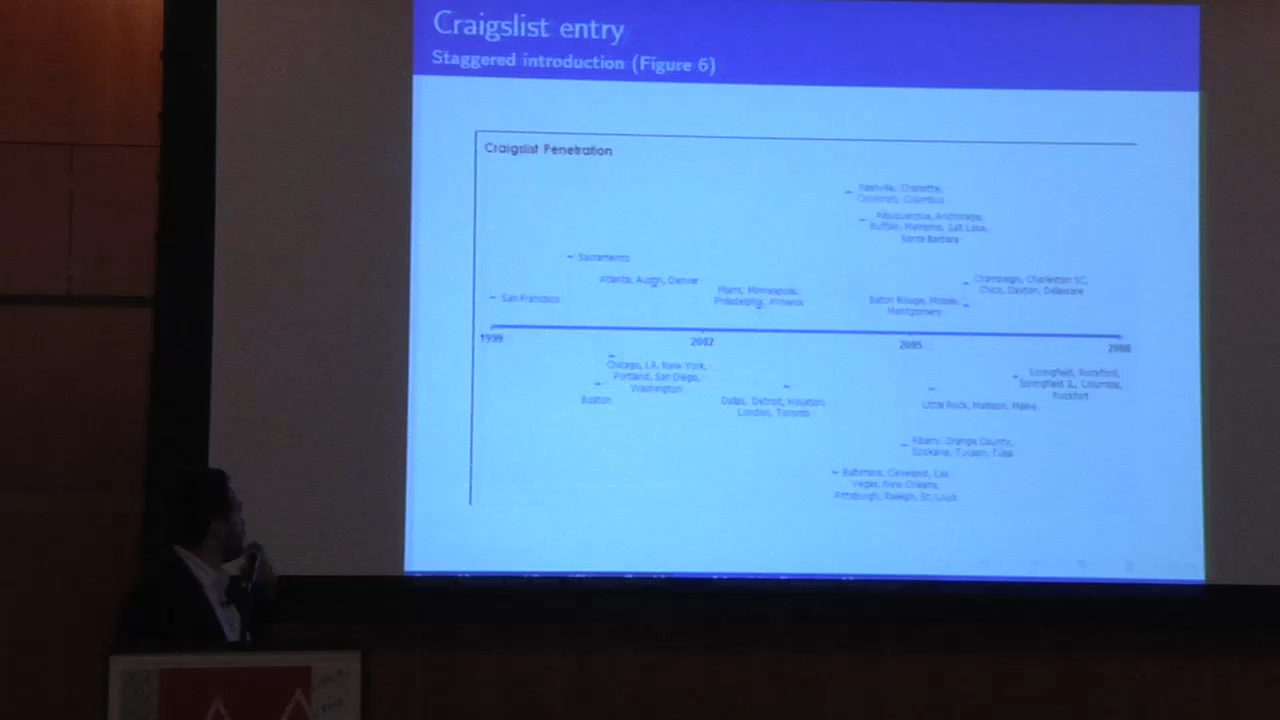 Craigslist entry
Staggered introduction (Figure 6)
Craigslist Penetration
Nashville, Charlotte,
Cincinnati, Columbus
Albuquerque, Anchorage,
Buffalo, Memphis, Salt Lake,
Santa Barbara
Sacramento
Atlanta, Austin, Denver
Miami, Minneapolis,
Philadelphia, Phoenix
San Francisco
Champaign, Charleston SC,
Chico, Dayton, Delaware
Baton Rouge, Mobile,
Montgomery
1999
2002
2005
2008
Chicago, LA, New York,
Portland, San Diego,
Washington
Boston
Dallas, Detroit, Houston,
London, Toronto
Springfield, Rockford,
Springfield IL, Columbia,
Rockfort
Little Rock, Madison, Maine
Albany, Orange County,
Spokane, Tucson, Tulsa
Baltimore, Cleveland, Las
Vegas, New Orleans,
Pittsburgh, Raleigh, St. Louis